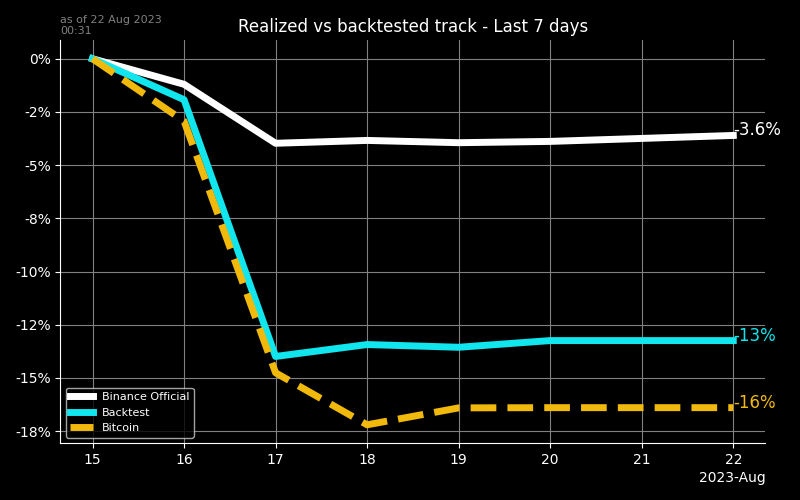 as of 22 Aug 2023
00:31
Realized vs backtested track - Last 7 days
0%
-2%
-5%
-8%
-10%
-12%
-15%
-18%
-3.6%
-13%
-16%
Binance Official
Backtest
Bitcoin
15 16 17 18 19 20 21 22
2023-Aug